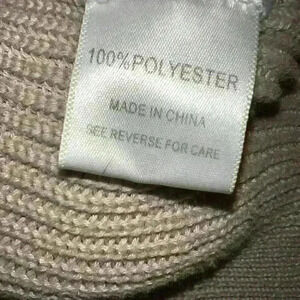 100%POLYESTER
MADE IN CHINA
SEE REVERSE FOR CARE